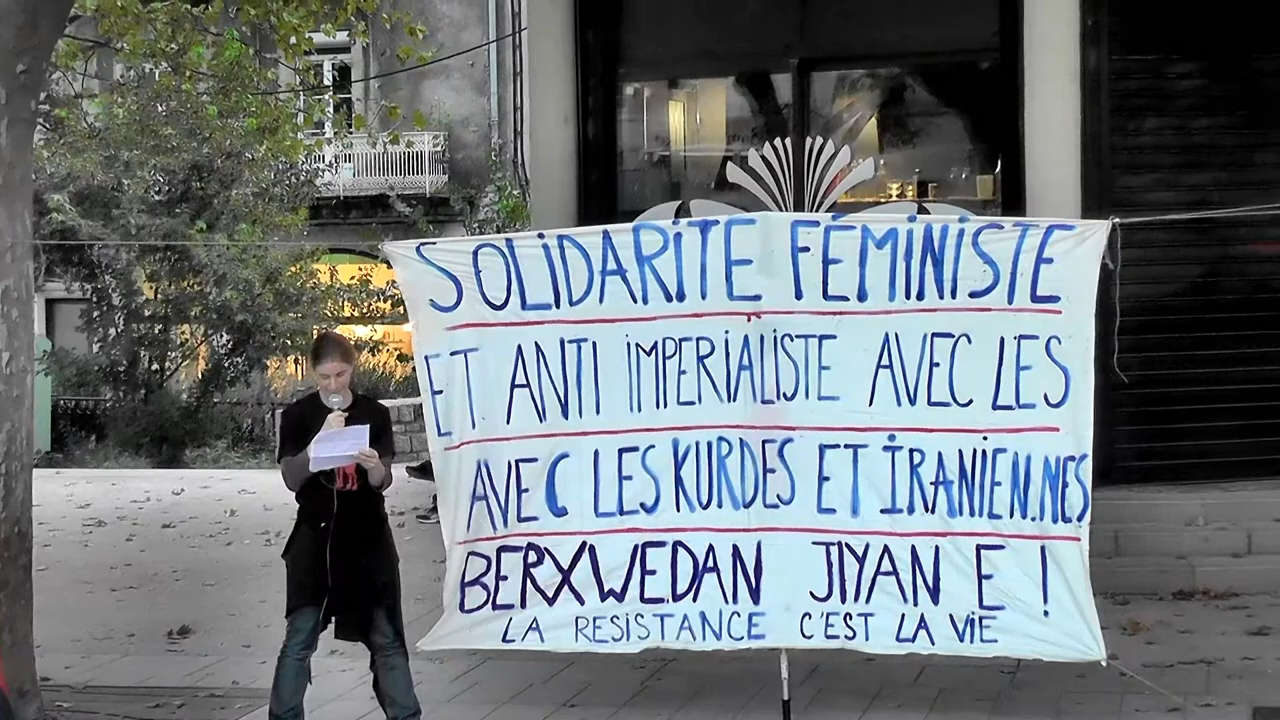 SOLIDARITE FÉMINISTE
ET ANTI IMPERIALISTE AVEC LES
AVEC LES KURDES ET IRANIEN.NES
BERXWEDAN JIYAN E !
LA RESISTANCE C'EST LA VIE